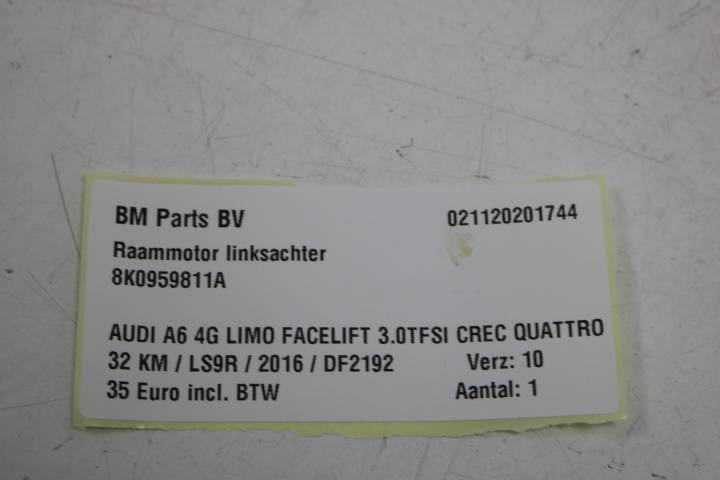 BM Parts BV 021120201744
Raammotor linksachter
8K0959811A
AUDI A6 4G LIMO FACELIFT 3.0TFSI CREC QUATTRO
32 KM / LS9R / 2016 / DF2192 Verz: 10
35 Euro incl. BTW Aantal: 1